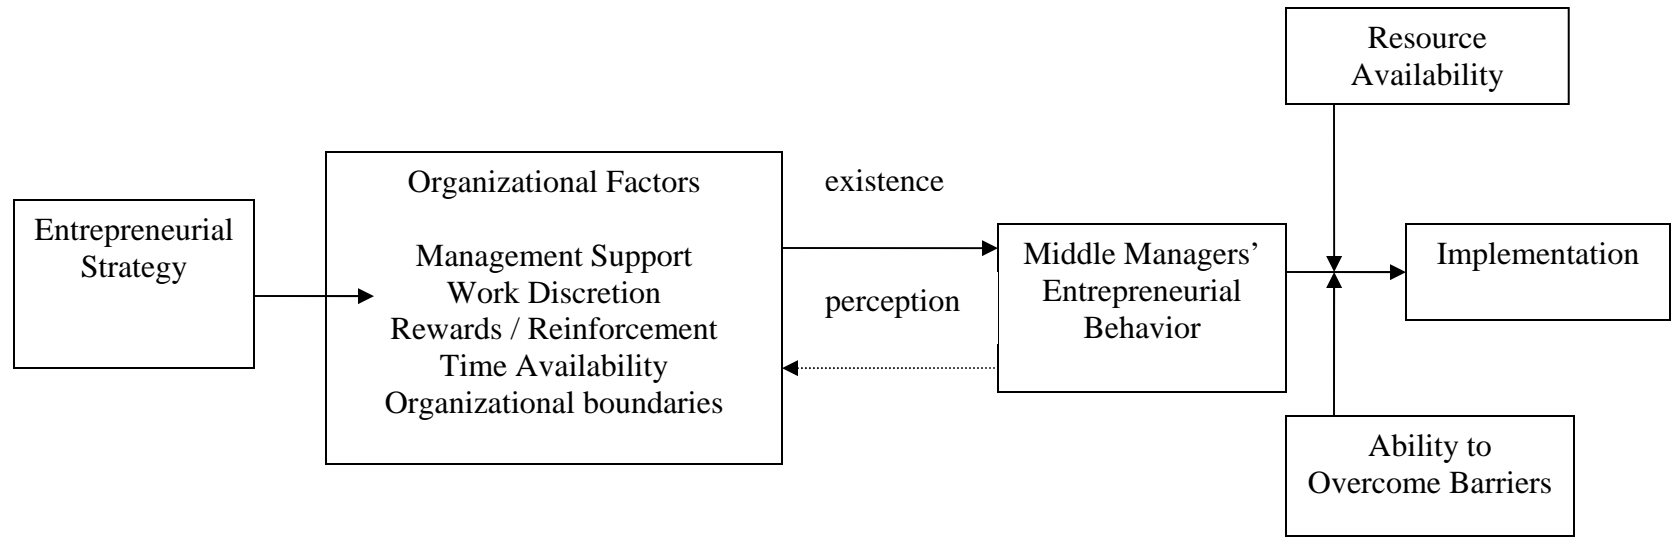 Resource
Availability
Entrepreneurial
Strategy
Organizational Factors
Management Support
Work Discretion
Rewards / Reinforcement
Time Availability
Organizational boundaries
existence
perception
Middle Managers’
Entrepreneurial
Behavior
Implementation
Ability to
Overcome Barriers